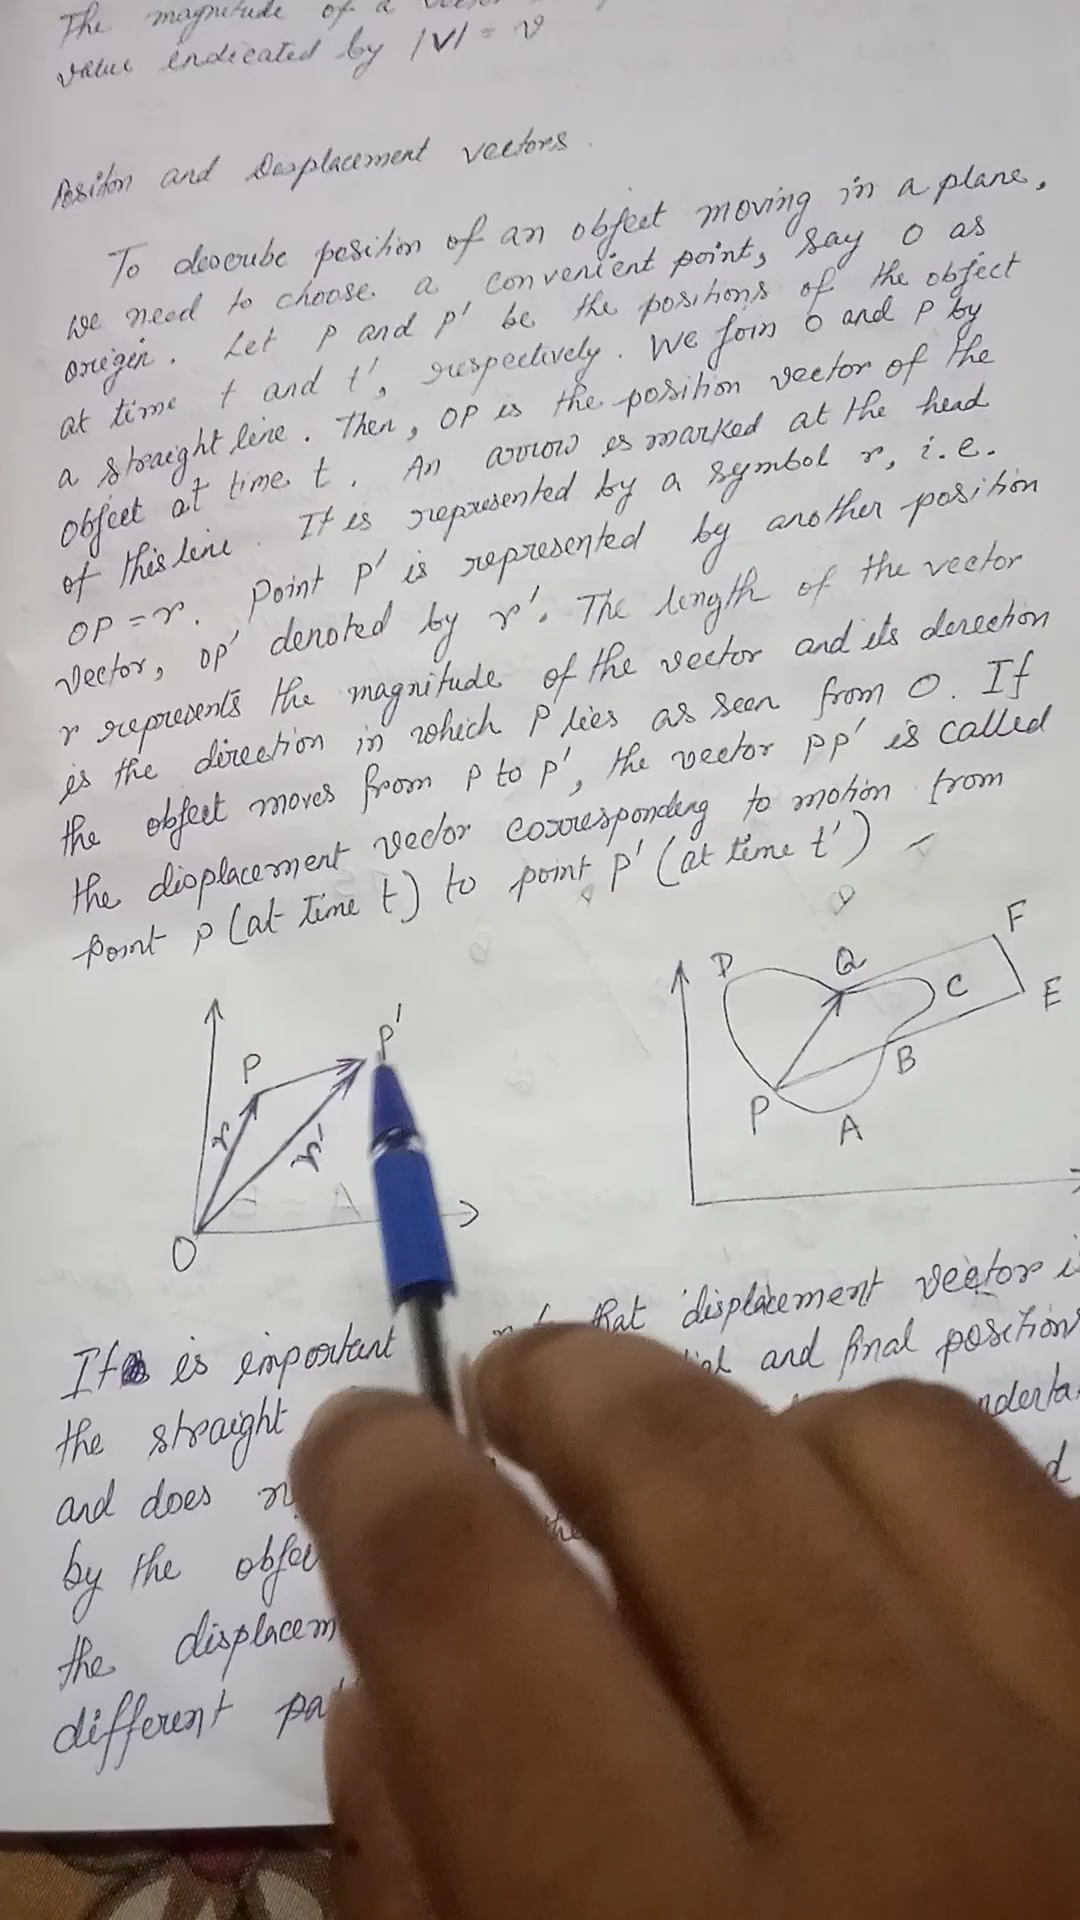 The magnitude of a
value indicated by |V| = v
Position and Desplacement vectors.
To descube position of an object moving in a plane,
we need to choose a convenient point, say O as
origin. Let P and P' be the positions of the object
at time t and t', respectively. We join O and P by
a straight line. Then, OP is the position vector of the
object at time t. An arrow is marked at the head
of this line. It is represented by a symbol r, i.e.
OP = r. Point P' is represented by another position
vector, OP' denoted by r'. The length of the vector
r represents the magnitude of the vector and its derection
is the direction in which P lies as seen from O. If
the object moves from P to P', the vector PP' is called
the displacement vector corresponding to motion from
point P (at time t) to point P' (at time t')
P
P'
r
r'
O
D
Q
F
C
E
B
P
A
It is important that displacement vector i
the straight and final position
and does
by the
the
different